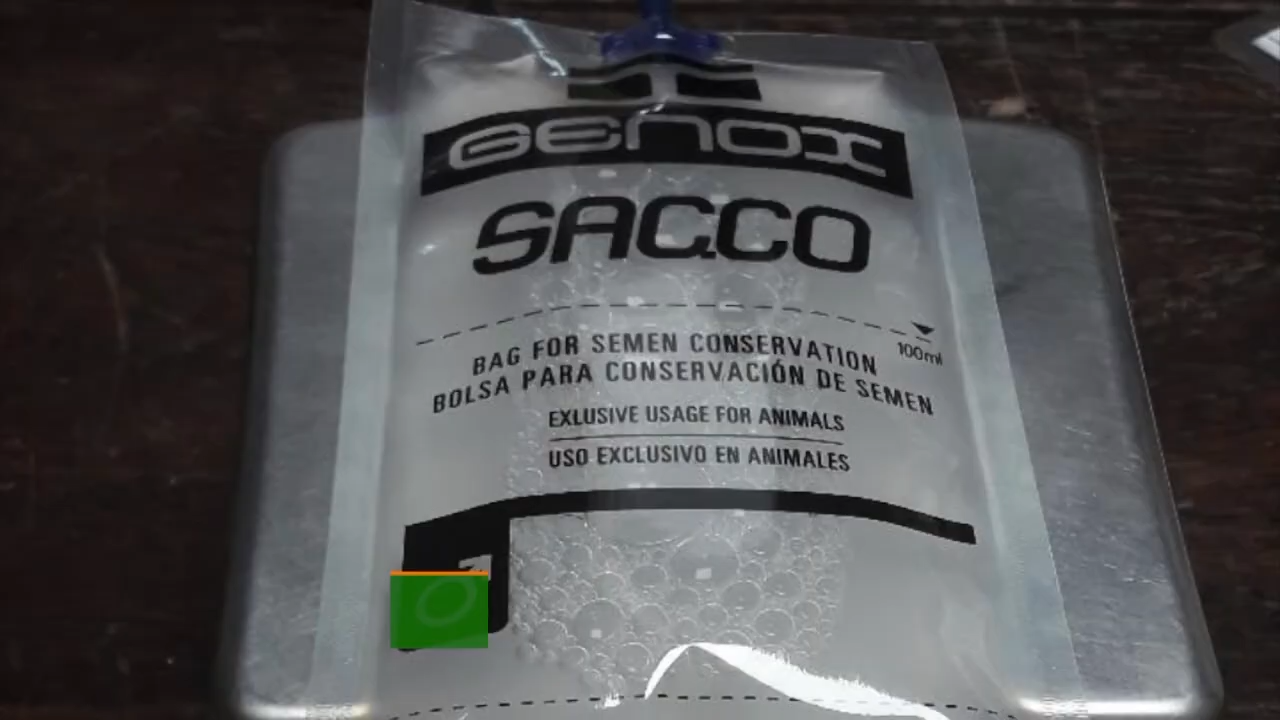 GENOX
SACCO
100ml
BAG FOR SEMEN CONSERVATION
BOLSA PARA CONSERVACIÓN DE SEMEN
EXLUSIVE USAGE FOR ANIMALS
USO EXCLUSIVO EN ANIMALES